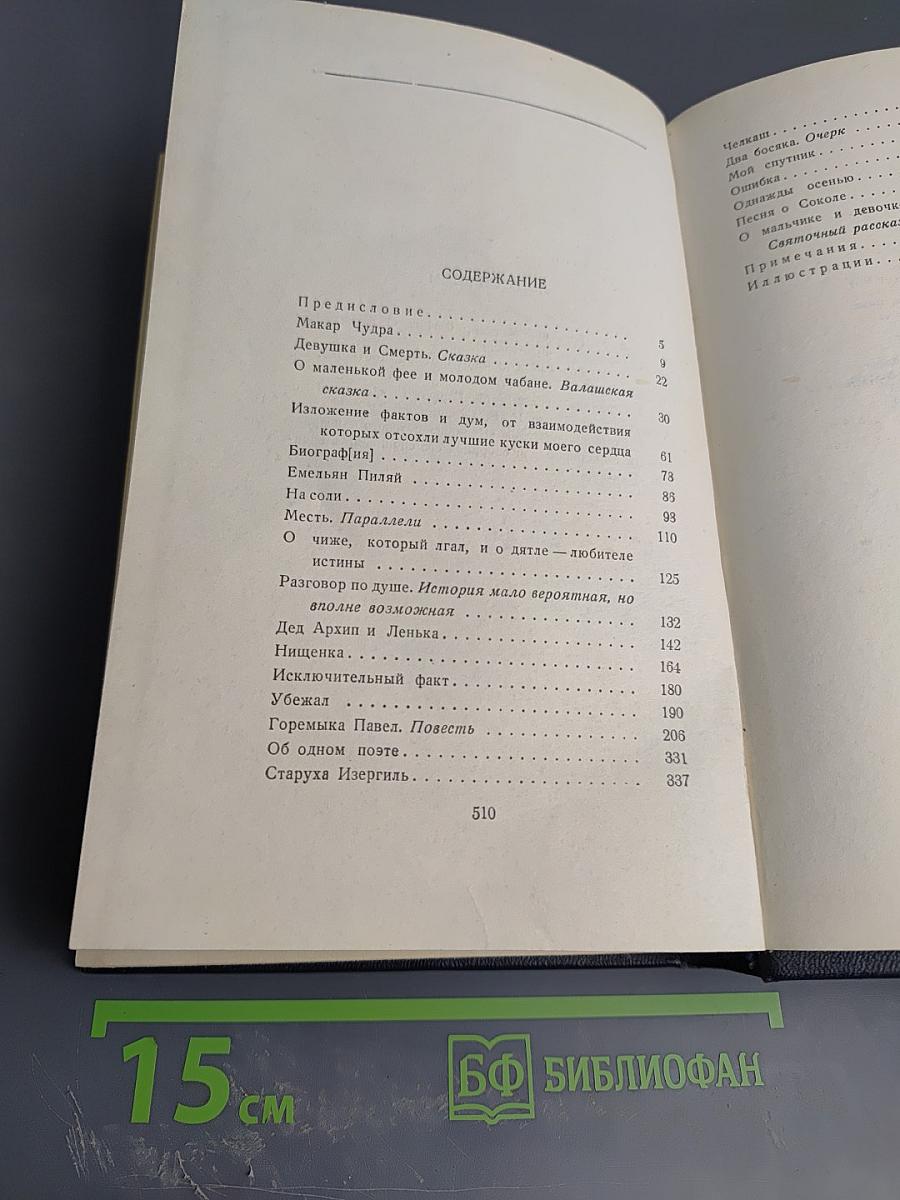 СОДЕРЖАНИЕ
Предисловие. . . . . . . . . . . . . . . . . . 5
Макар Чудра. . . . . . . . . . . . . . . . . . 9
Девушка и Смерть. Сказка . . . . . . . . . . . 22
О маленькой фее и молодом чабане. Валашская
сказка. . . . . . . . . . . . . . . . . . . . 30
Изложение фактов и дум, от взаимодействия
которых отсохли лучшие куски моего сердца 61
Биограф[ия] . . . . . . . . . . . . . . . . . 78
Емельян Пиляй . . . . . . . . . . . . . . . . 86
На соли. . . . . . . . . . . . . . . . . . . . 93
Месть. Параллели . . . . . . . . . . . . . . . 110
О чиже, который лгал, и о дятле — любителе
истины . . . . . . . . . . . . . . . . . . . . 125
Разговор по душе. История мало вероятная, но
вполне возможная . . . . . . . . . . . . . . . 132
Дед Архип и Ленька. . . . . . . . . . . . . . 142
Нищенка. . . . . . . . . . . . . . . . . . . . 164
Исключительный факт. . . . . . . . . . . . . . 180
Убежал . . . . . . . . . . . . . . . . . . . . 190
Горемыка Павел. Повесть . . . . . . . . . . . 206
Об одном поэте. . . . . . . . . . . . . . . . 331
Старуха Изергиль. . . . . . . . . . . . . . . 337
510
Челкаш. . . . . . . .
Два босяка. Очерк . . . .
Мой спутник. . . . . .
Ошибка. . . . . . . .
Однажды осенью. . . .
Песня о Соколе. . . .
О мальчике и девочк
Святочный расска
Примечания. . . .
Иллюстрации. . .
15 см
БФ БИБЛИОФАН